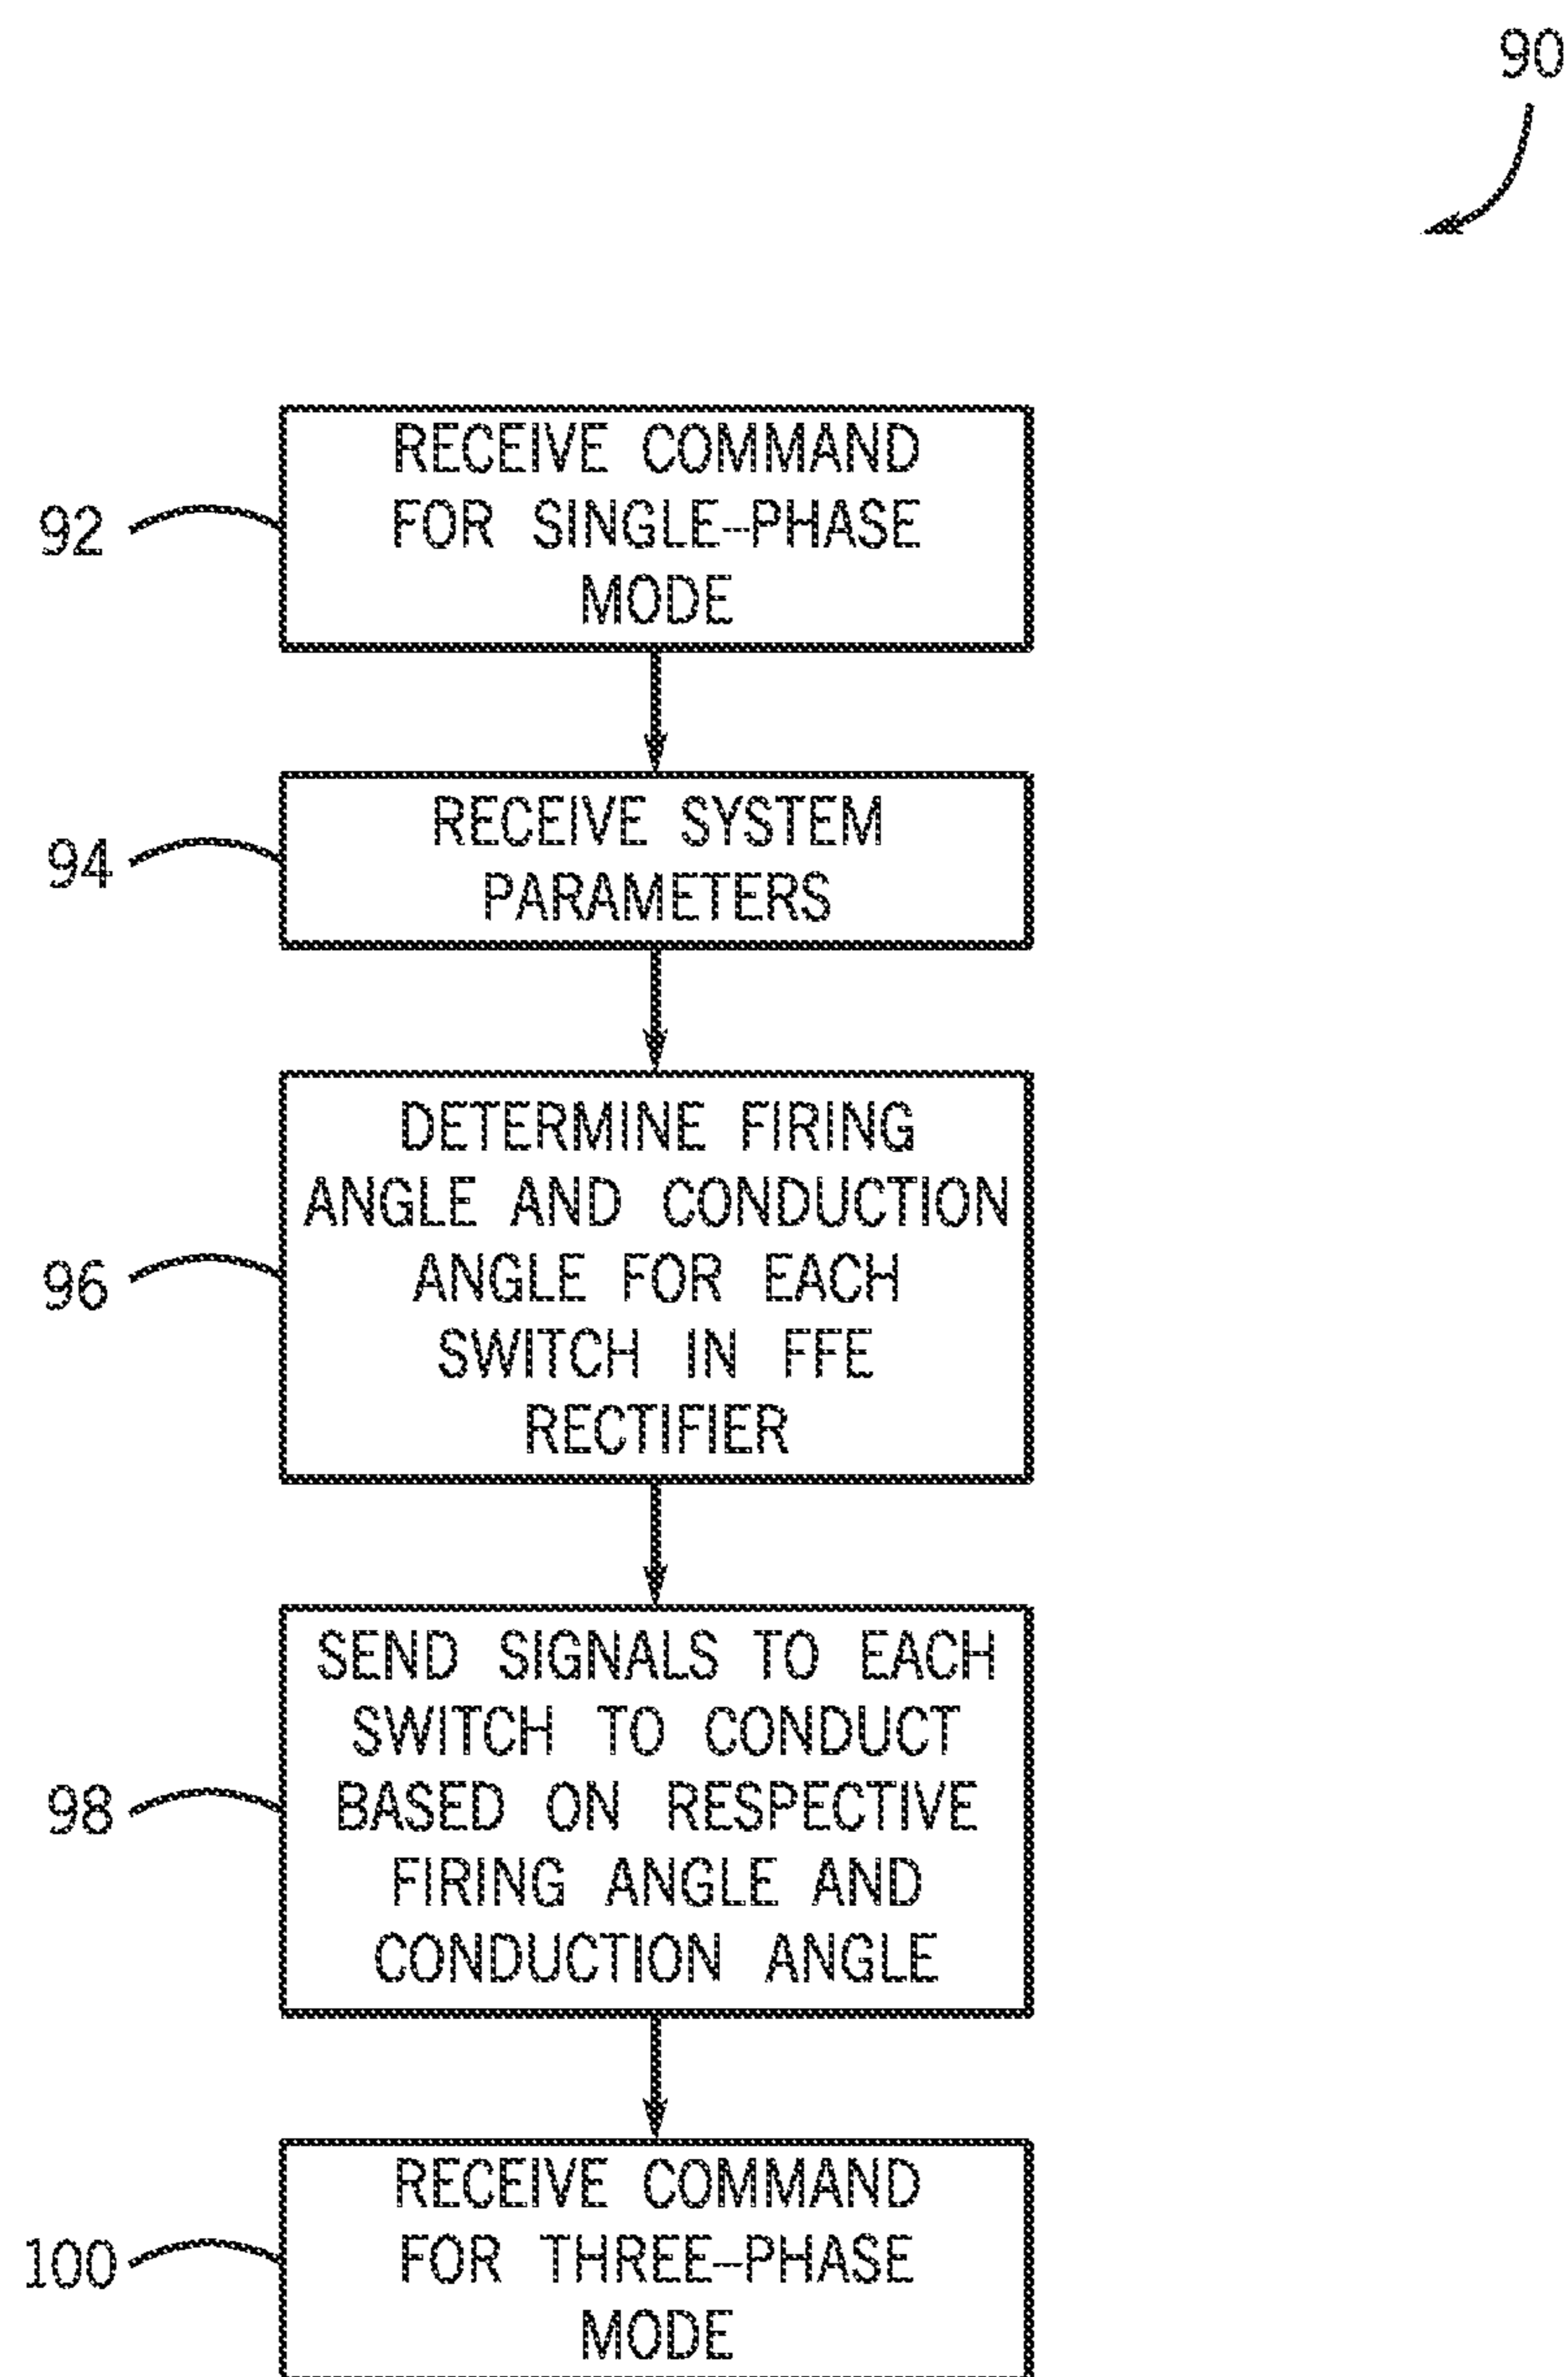 90
RECEIVE COMMAND
FOR SINGLE-PHASE
MODE
92
RECEIVE SYSTEM
PARAMETERS
94
DETERMINE FIRING
ANGLE AND CONDUCTION
ANGLE FOR EACH
SWITCH IN FFE
RECTIFIER
96
SEND SIGNALS TO EACH
SWITCH TO CONDUCT
BASED ON RESPECTIVE
FIRING ANGLE AND
CONDUCTION ANGLE
98
RECEIVE COMMAND
FOR THREE-PHASE
MODE
100